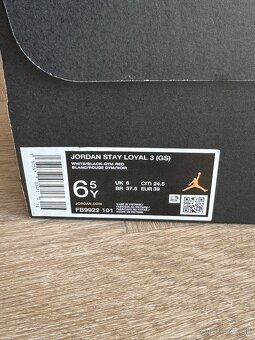 JORDAN STAY LOYAL 3 (GS)
WHITE/BLACK-GYM RED
BLANC/ROUGE GYM/NOIR
6 5 Y
UK 6 CM 24.5
BR 37.5 EUR 39
JORDAN.COM
FB9922 101